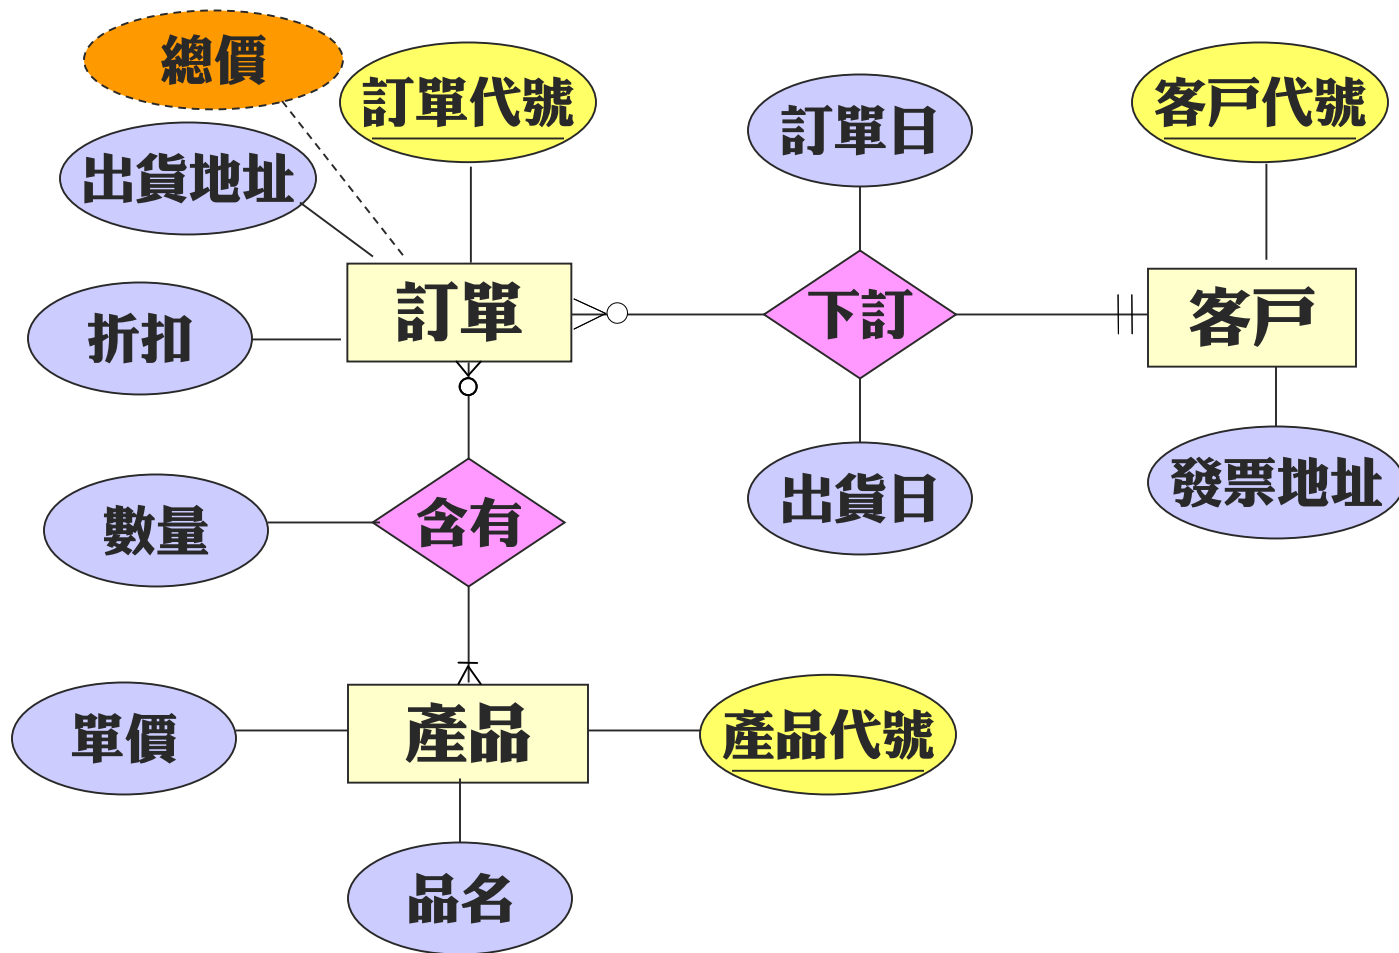 總價
訂單代號
客戶代號
訂單日
出貨地址
訂單
下訂
客戶
折扣
發票地址
出貨日
數量
含有
單價
產品
產品代號
品名